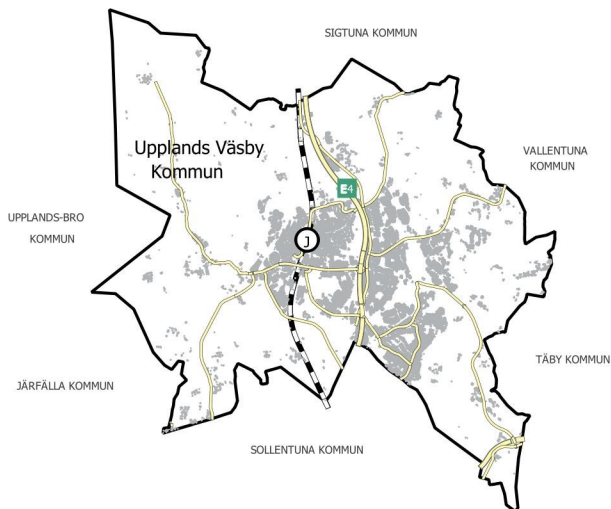 SIGTUNA KOMMUN
Upplands Väsby
Kommun
VALLENTUNA
KOMMUN
E4
UPPLANDS-BRO
KOMMUN
J
TÄBY KOMMUN
JÄRFÄLLA KOMMUN
SOLLENTUNA KOMMUN